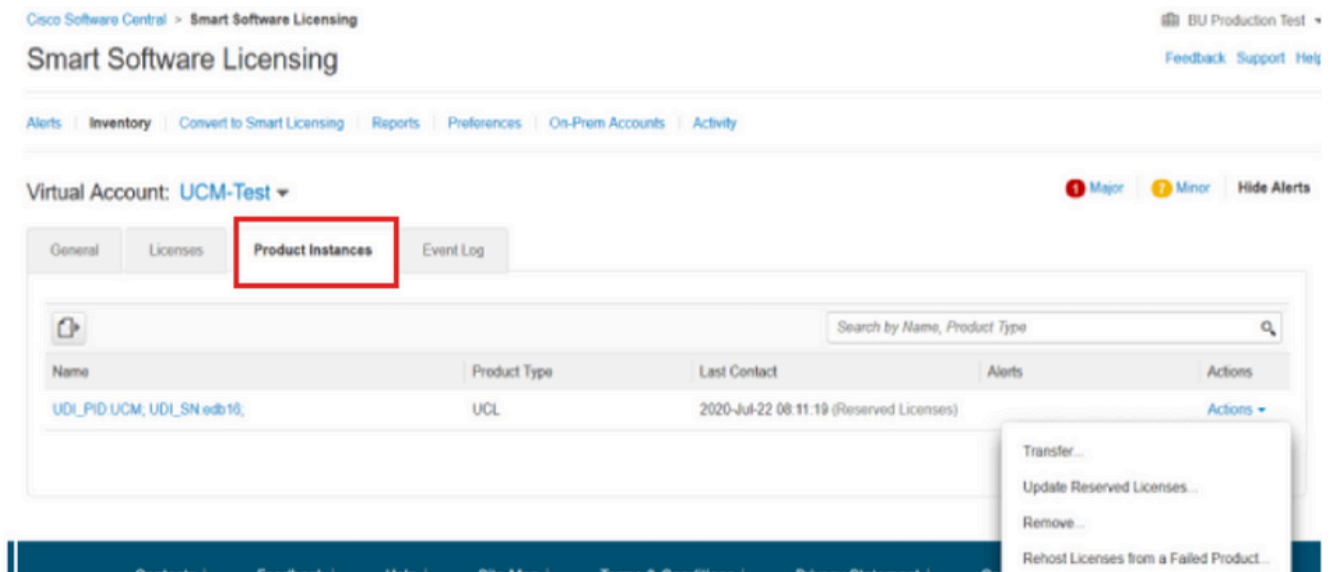 Cisco Software Central > Smart Software Licensing
BU Production Test
Smart Software Licensing
Feedback Support Help
Alerts Inventory Convert to Smart Licensing Reports Preferences On-Prem Accounts Activity
Virtual Account: UCM-Test
1 Major 7 Minor Hide Alerts
General Licenses Product Instances Event Log
Search by Name, Product Type
Name Product Type Last Contact Alerts Actions
UDI_PID:UCM; UDI_SN:edb16; UCL 2020-Jul-22 08:11:19 (Reserved Licenses) Actions
Transfer...
Update Reserved Licenses...
Remove...
Rehost Licenses from a Failed Product...